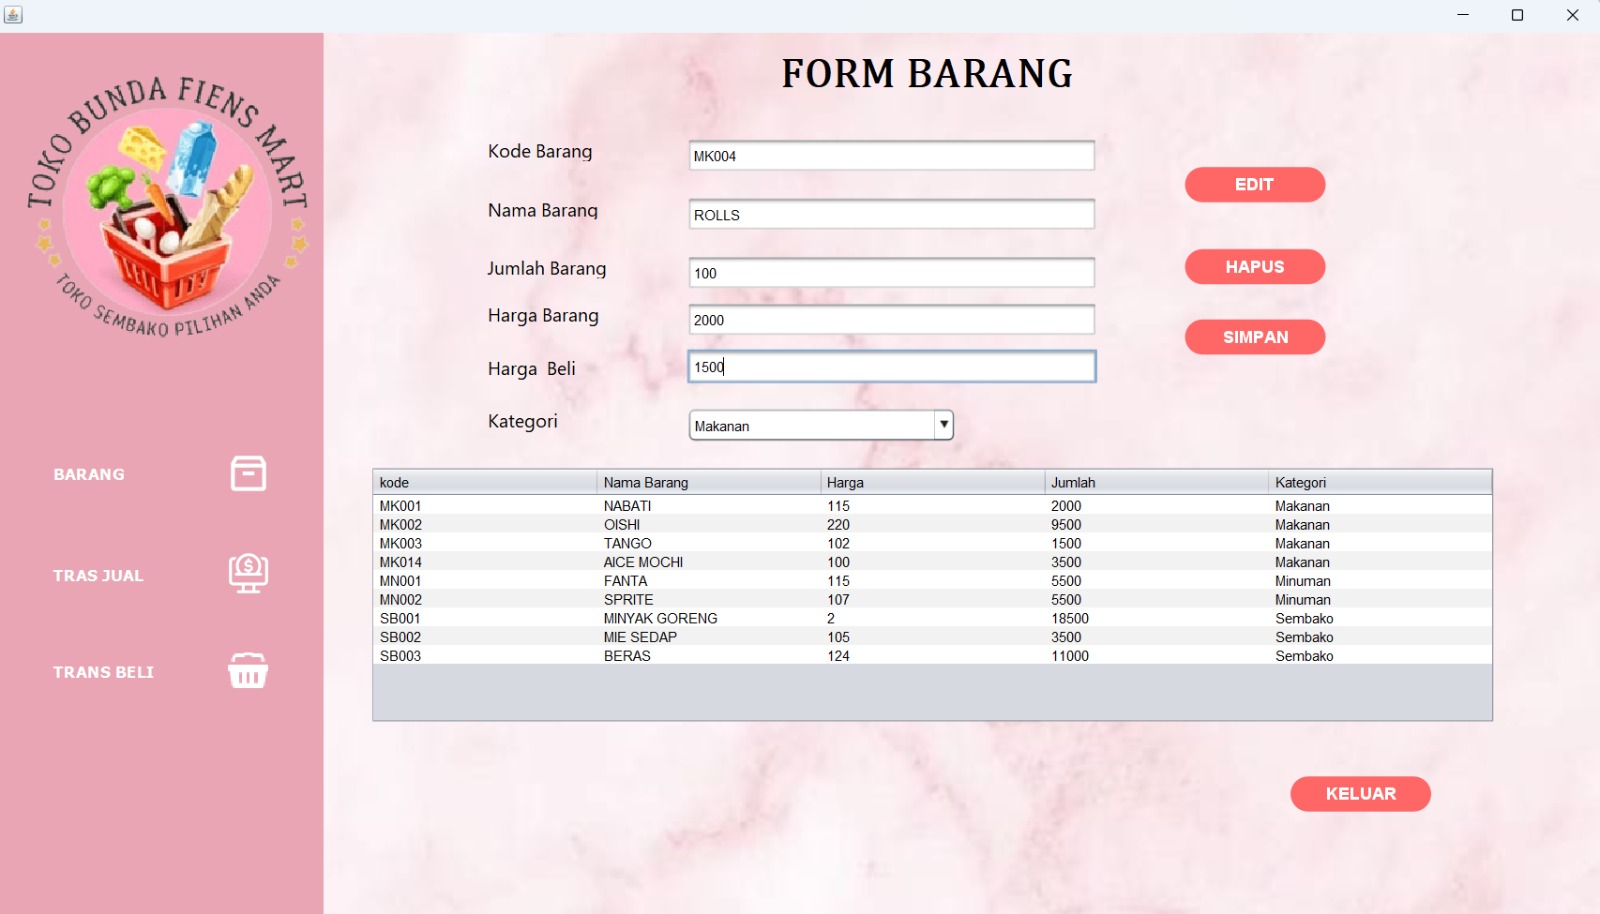 TOKO BUNDA FIENS MART
TOKO SEMBAKO PILIHAN ANDA
BARANG
TRAS JUAL
TRANS BELI
FORM BARANG
Kode Barang MK004
Nama Barang ROLLS
Jumlah Barang 100
Harga Barang 2000
Harga Beli 1500
Kategori Makanan
EDIT
HAPUS
SIMPAN
kode Nama Barang Harga Jumlah Kategori
MK001 NABATI 115 2000 Makanan
MK002 OISHI 220 9500 Makanan
MK003 TANGO 102 1500 Makanan
MK014 AICE MOCHI 100 3500 Makanan
MN001 FANTA 115 5500 Minuman
MN002 SPRITE 107 5500 Minuman
SB001 MINYAK GORENG 2 18500 Sembako
SB002 MIE SEDAP 105 3500 Sembako
SB003 BERAS 124 11000 Sembako
KELUAR